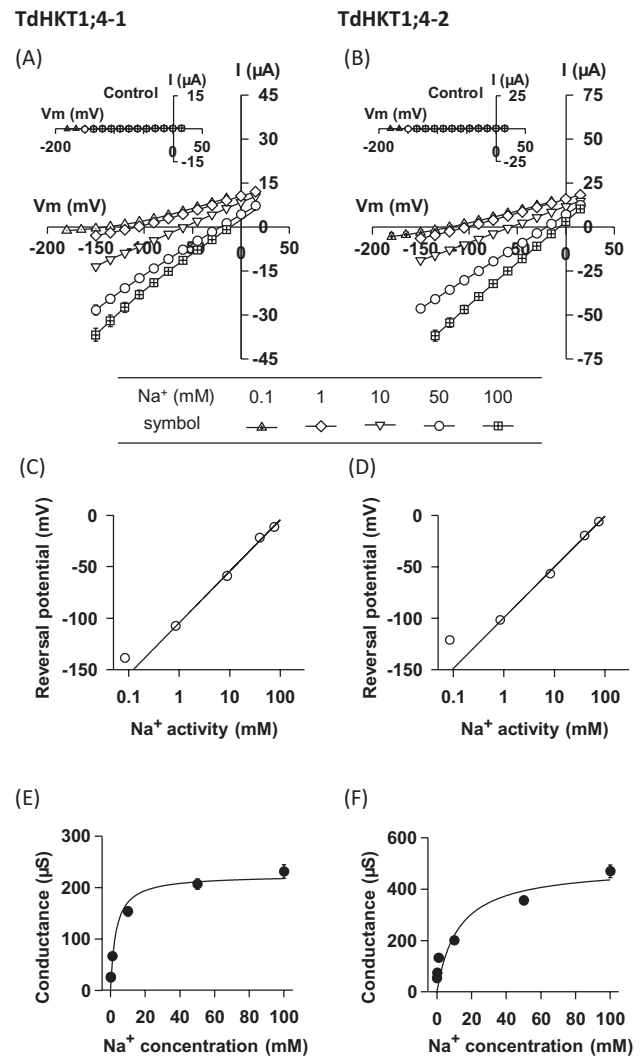 TdHKT1;4-1
TdHKT1;4-2
(A)
I (µA)
45
30
15
0
-15
-30
-45
Vm (mV)
-200 -150 -100 -50 0 50
Control
I (µA)
15
0
-15
Vm (mV)
-200 50
(B)
I (µA)
75
50
25
0
-25
-50
-75
Vm (mV)
-200 -150 -100 -50 0 50
Control
I (µA)
25
0
-25
Vm (mV)
-200 50
Na⁺ (mM) 0.1 1 10 50 100
symbol
(C)
Reversal potential (mV)
0
-50
-100
-150
0.1 1 10 100
Na⁺ activity (mM)
(D)
Reversal potential (mV)
0
-50
-100
-150
0.1 1 10 100
Na⁺ activity (mM)
(E)
Conductance (µS)
300
200
100
0
0 20 40 60 80 100
Na⁺ concentration (mM)
(F)
Conductance (µS)
600
400
200
0
0 20 40 60 80 100
Na⁺ concentration (mM)